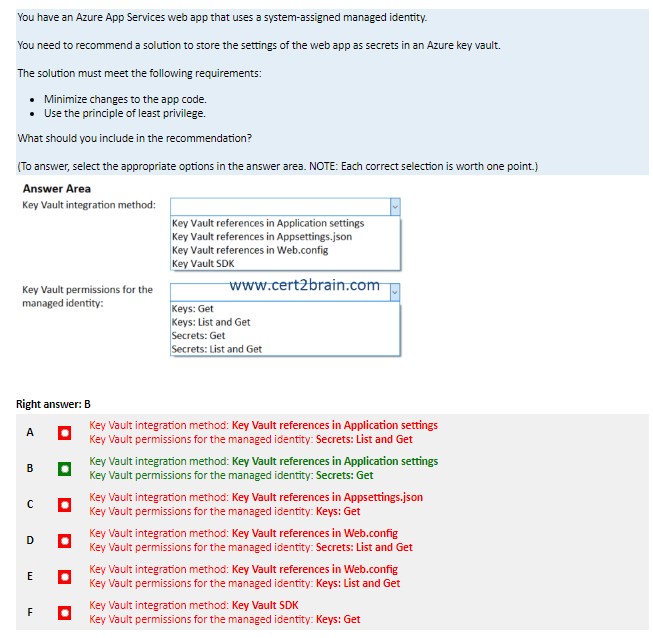 You have an Azure App Services web app that uses a system-assigned managed identity.
You need to recommend a solution to store the settings of the web app as secrets in an Azure key vault.
The solution must meet the following requirements:
• Minimize changes to the app code.
• Use the principle of least privilege.
What should you include in the recommendation?
(To answer, select the appropriate options in the answer area. NOTE: Each correct selection is worth one point.)
Answer Area
Key Vault integration method:
Key Vault references in Application settings
Key Vault references in Appsettings.json
Key Vault references in Web.config
Key Vault SDK
www.cert2brain.com
Key Vault permissions for the
managed identity:
Keys: Get
Keys: List and Get
Secrets: Get
Secrets: List and Get
Right answer: B
A
Key Vault integration method: Key Vault references in Application settings
Key Vault permissions for the managed identity: Secrets: List and Get
B
Key Vault integration method: Key Vault references in Application settings
Key Vault permissions for the managed identity: Secrets: Get
C
Key Vault integration method: Key Vault references in Appsettings.json
Key Vault permissions for the managed identity: Keys: Get
D
Key Vault integration method: Key Vault references in Web.config
Key Vault permissions for the managed identity: Secrets: List and Get
E
Key Vault integration method: Key Vault references in Web.config
Key Vault permissions for the managed identity: Keys: List and Get
F
Key Vault integration method: Key Vault SDK
Key Vault permissions for the managed identity: Keys: Get